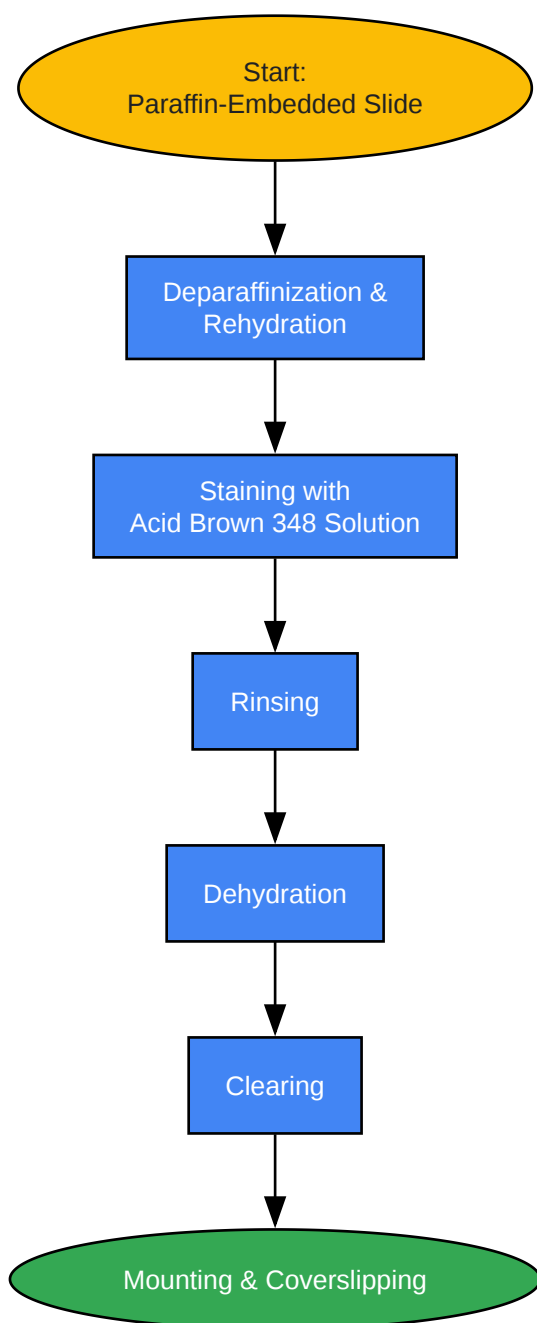 Start:
Paraffin-Embedded Slide
Deparaffinization &
Rehydration
Staining with
Acid Brown 348 Solution
Rinsing
Dehydration
Clearing
Mounting & Coverslipping